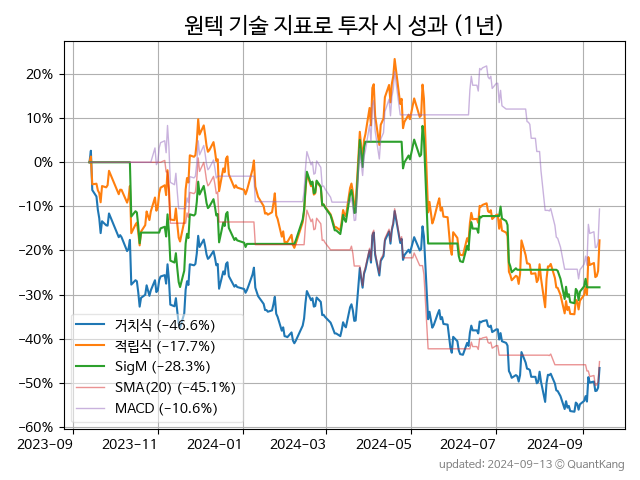 원텍 기술 지표로 투자 시 성과 (1년)
20%
10%
0%
−10%
−20%
−30%
−40%
−50%
−60%
거치식 (−46.6%)
적립식 (−17.7%)
SigM (−28.3%)
SMA(20) (−45.1%)
MACD (−10.6%)
2023-09 2023-11 2024-01 2024-03 2024-05 2024-07 2024-09
updated: 2024-09-13 © QuantKang